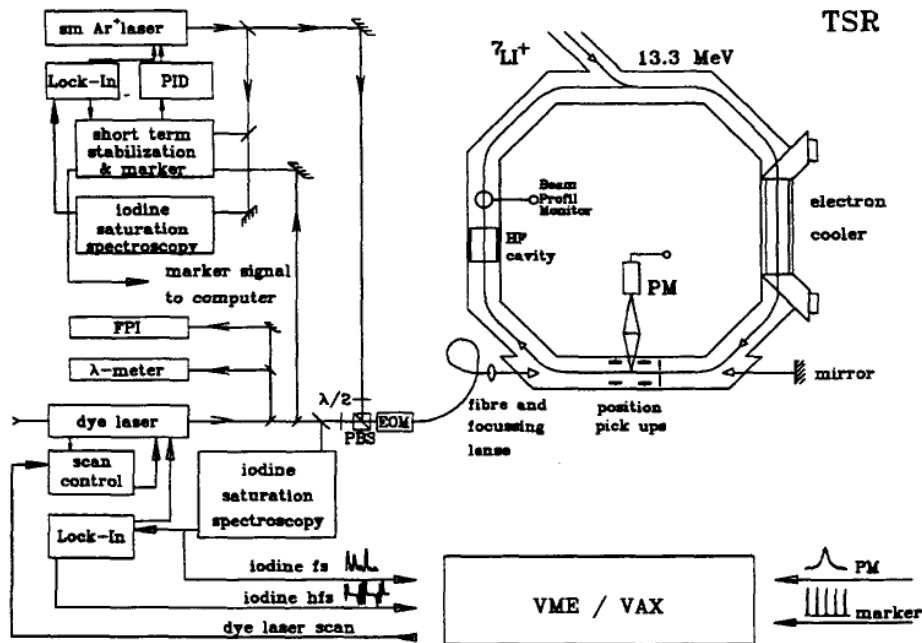 TSR
sm Ar⁺laser
⁷LI⁺
13.3 MeV
Lock-In
PID
short term
stabilization
& marker
iodine
saturation
spectroscopy
marker signal
to computer
Beam
Profil
Monitor
HF
cavity
electron
cooler
PM
FPI
λ-meter
dye laser
λ/2
PBS
EOM
fibre and
focussing
lense
position
pick ups
mirror
scan
control
iodine
saturation
spectroscopy
Lock-In
iodine fs
iodine hfs
dye laser scan
VME / VAX
PM
marker